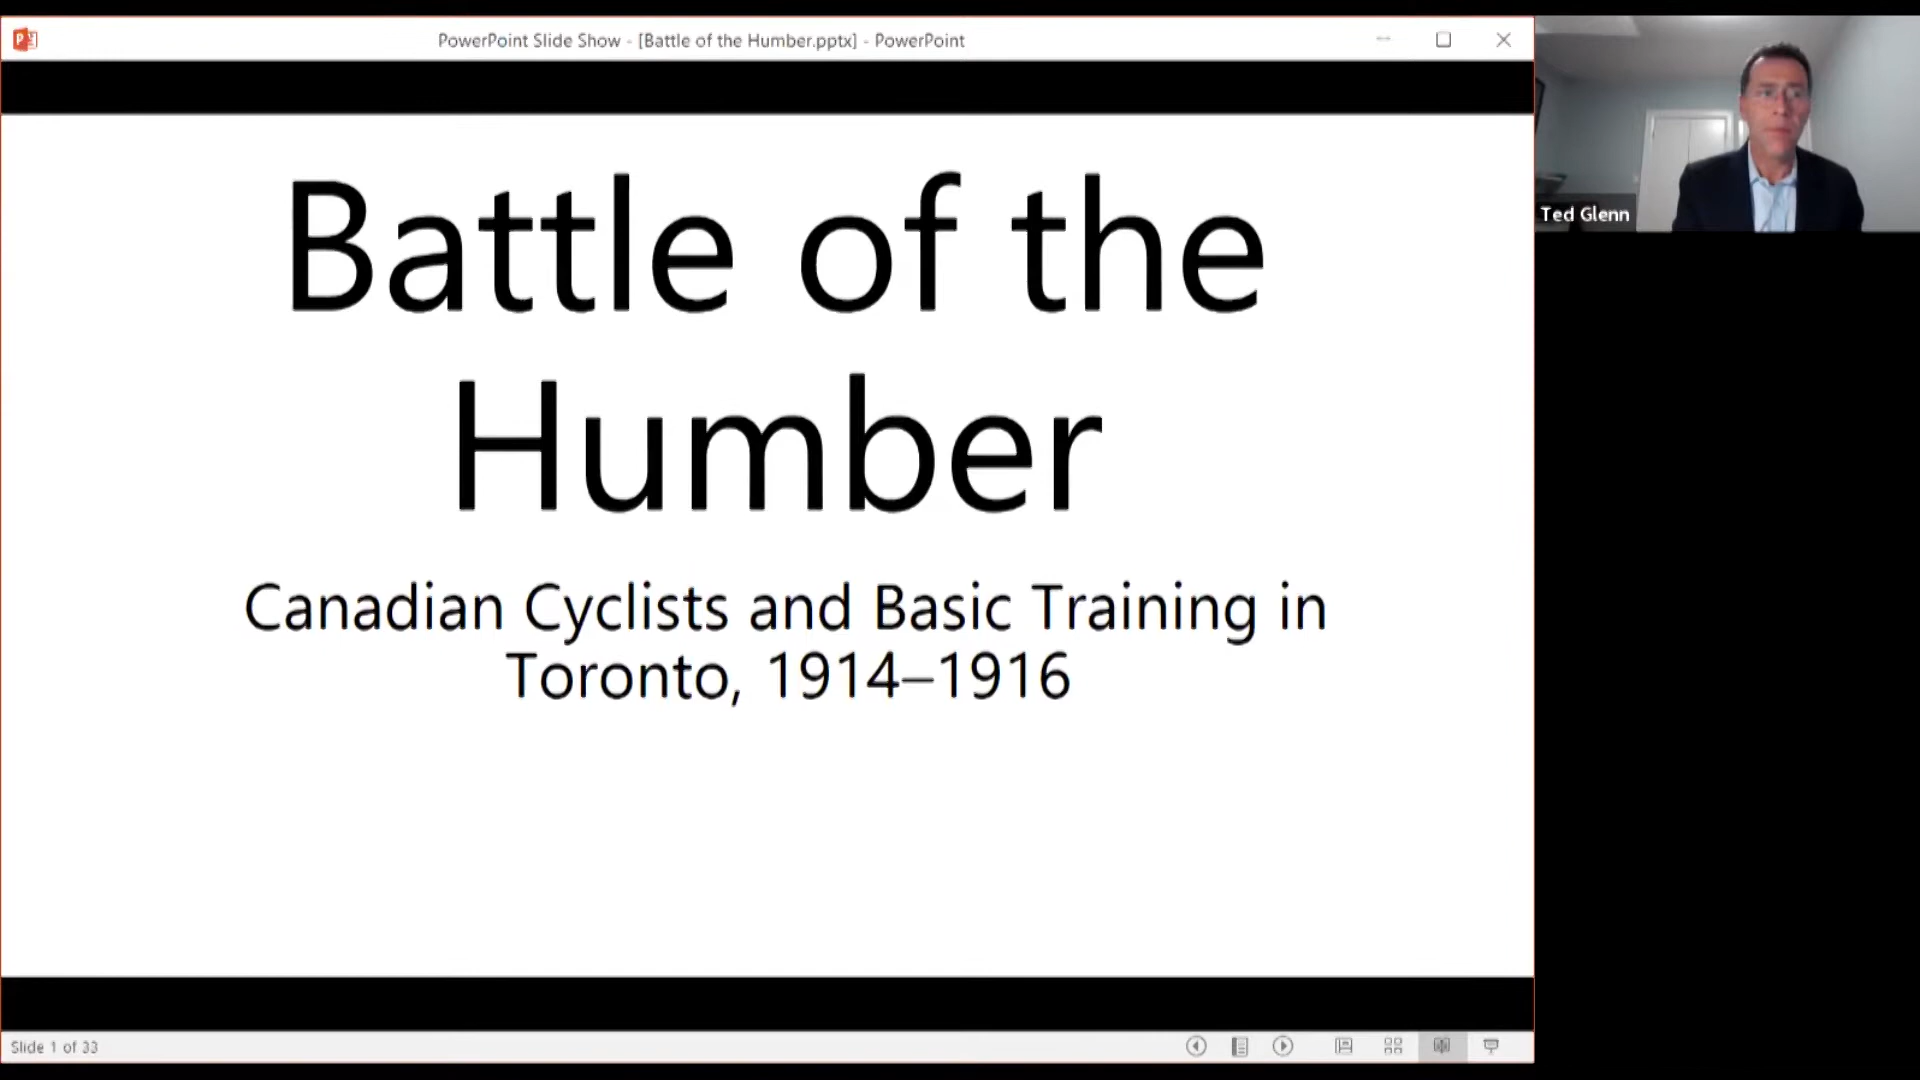 PowerPoint Slide Show - [Battle of the Humber.pptx] - PowerPoint
Battle of the
Humber
Canadian Cyclists and Basic Training in
Toronto, 1914–1916
Ted Glenn
Slide 1 of 33